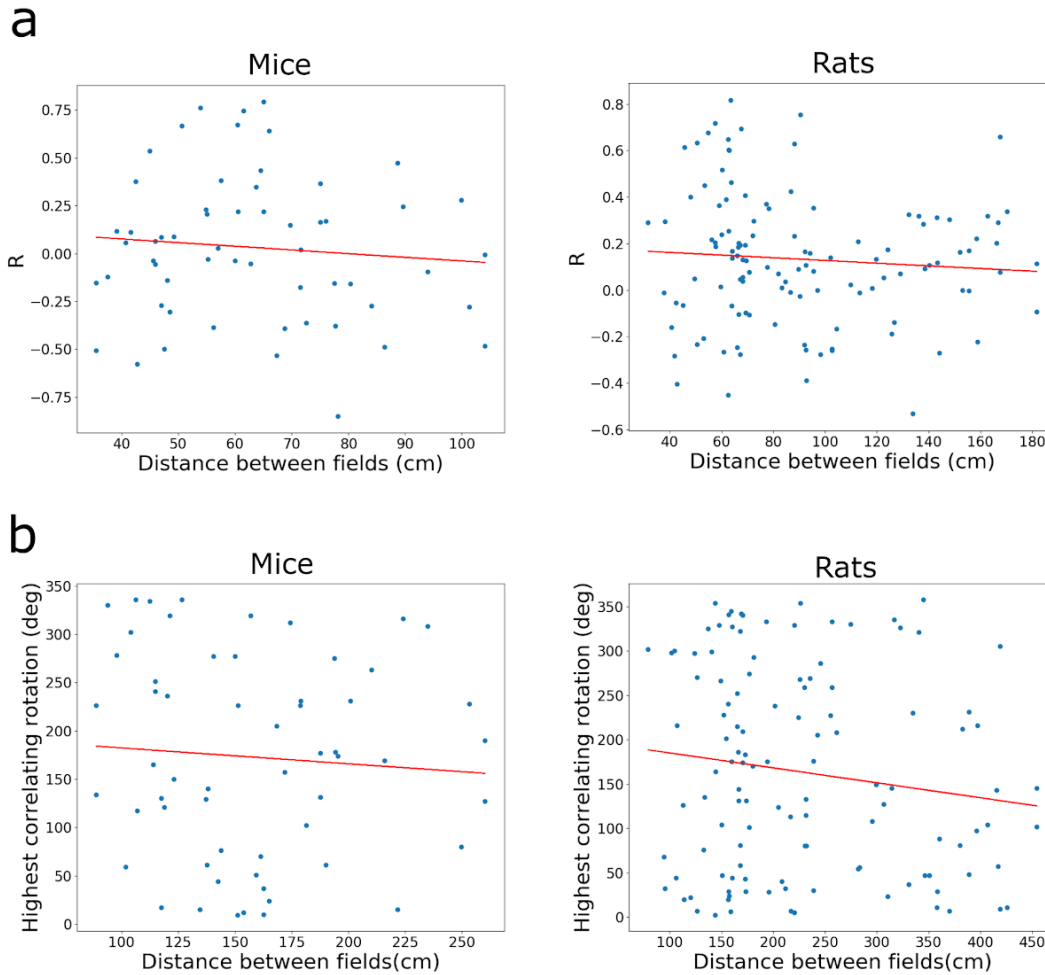 a
Mice
Rats
0.75
0.50
0.25
0.00
−0.25
−0.50
−0.75
R
40 50 60 70 80 90 100
Distance between fields (cm)
0.8
0.6
0.4
0.2
0.0
−0.2
−0.4
−0.6
R
40 60 80 100 120 140 160 180
Distance between fields (cm)
b
Mice
Rats
350
300
250
200
150
100
50
0
Highest correlating rotation (deg)
100 125 150 175 200 225 250
Distance between fields(cm)
350
300
250
200
150
100
50
0
Highest correlating rotation (deg)
100 150 200 250 300 350 400 450
Distance between fields(cm)